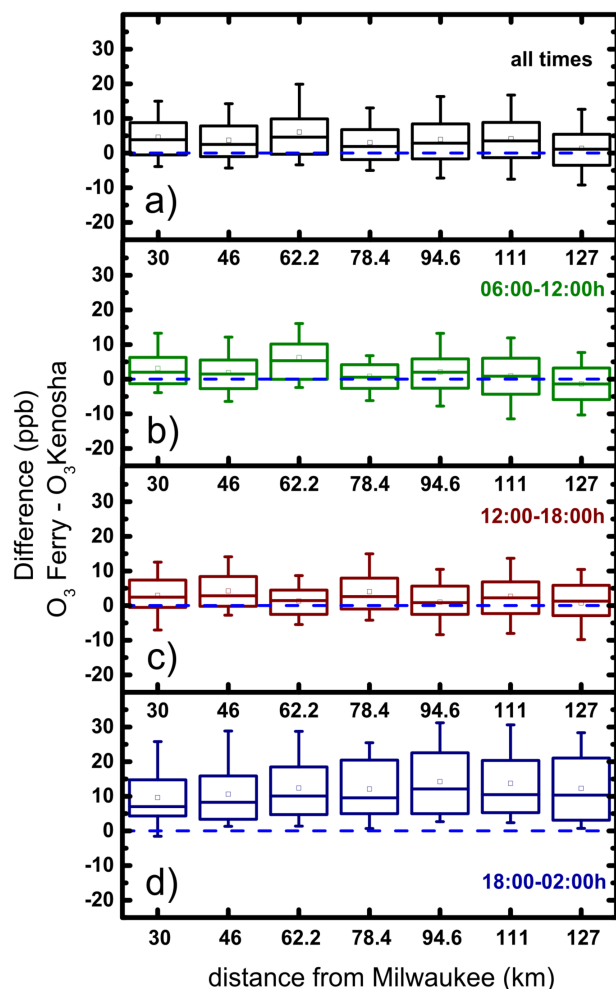 Difference (ppb)
O3 Ferry - O3 Kenosha
40
30
20
10
0
-10
-20
all times
a)
30 46 62.2 78.4 94.6 111 127
30
20
10
0
-10
-20
06:00-12:00h
b)
30 46 62.2 78.4 94.6 111 127
30
20
10
0
-10
-20
12:00-18:00h
c)
30 46 62.2 78.4 94.6 111 127
30
20
10
0
-10
-20
18:00-02:00h
d)
30 46 62.2 78.4 94.6 111 127
distance from Milwaukee (km)